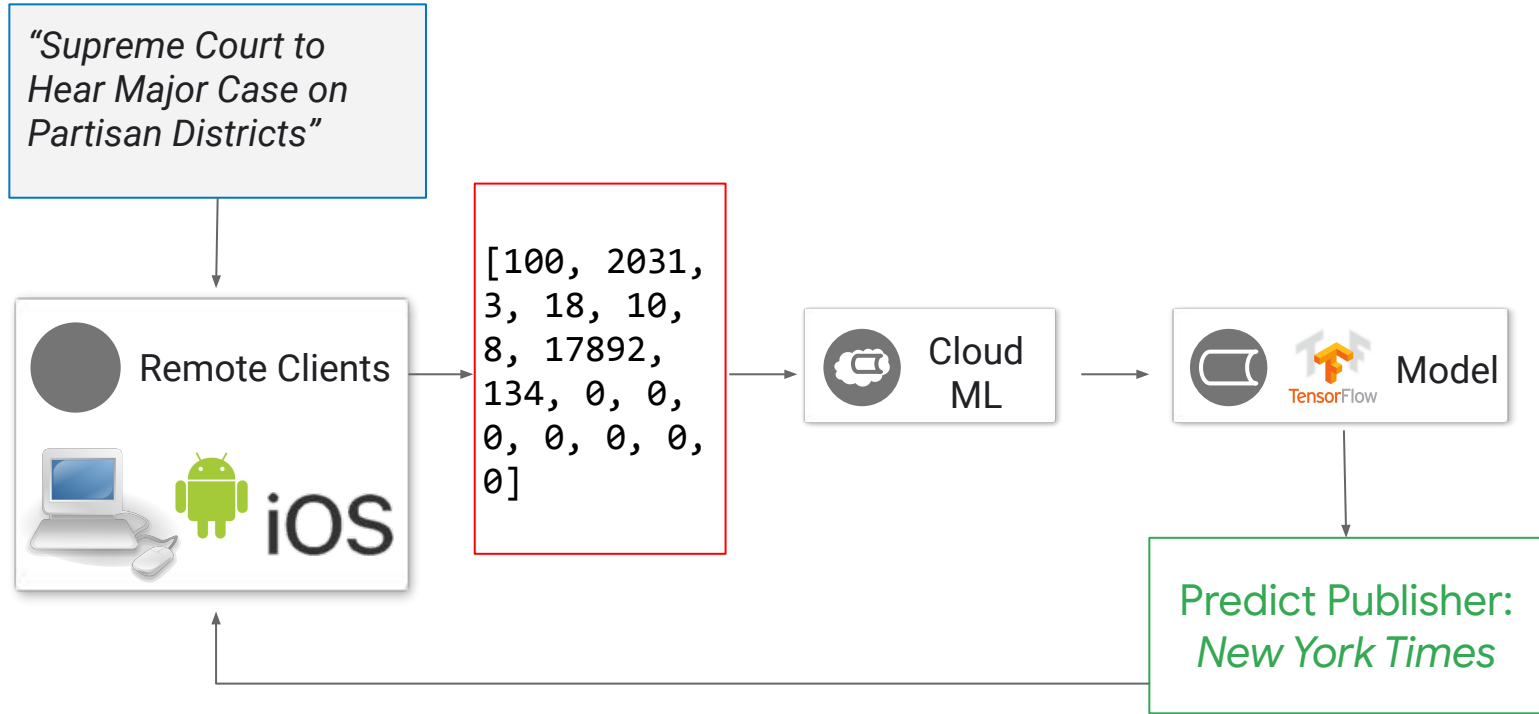 “Supreme Court to
Hear Major Case on
Partisan Districts”
Remote Clients
iOS
[100, 2031,
3, 18, 10,
8, 17892,
134, 0, 0,
0, 0, 0, 0,
0]
Cloud
ML
TensorFlow
Model
Predict Publisher:
New York Times